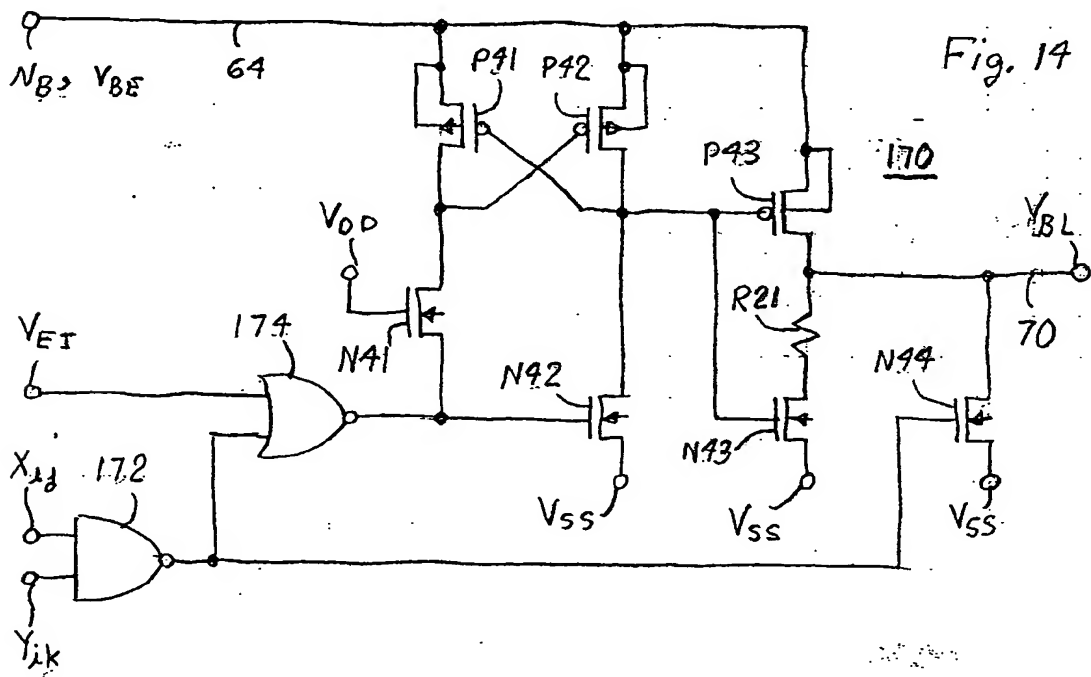 Fig. 14
64
N_B, V_BE
P41
P42
P43
170
V_DD
V_BL
R21
70
174
N41
V_EI
N42
N44
N43
X_ij
172
V_SS
V_SS
V_SS
Y_ik